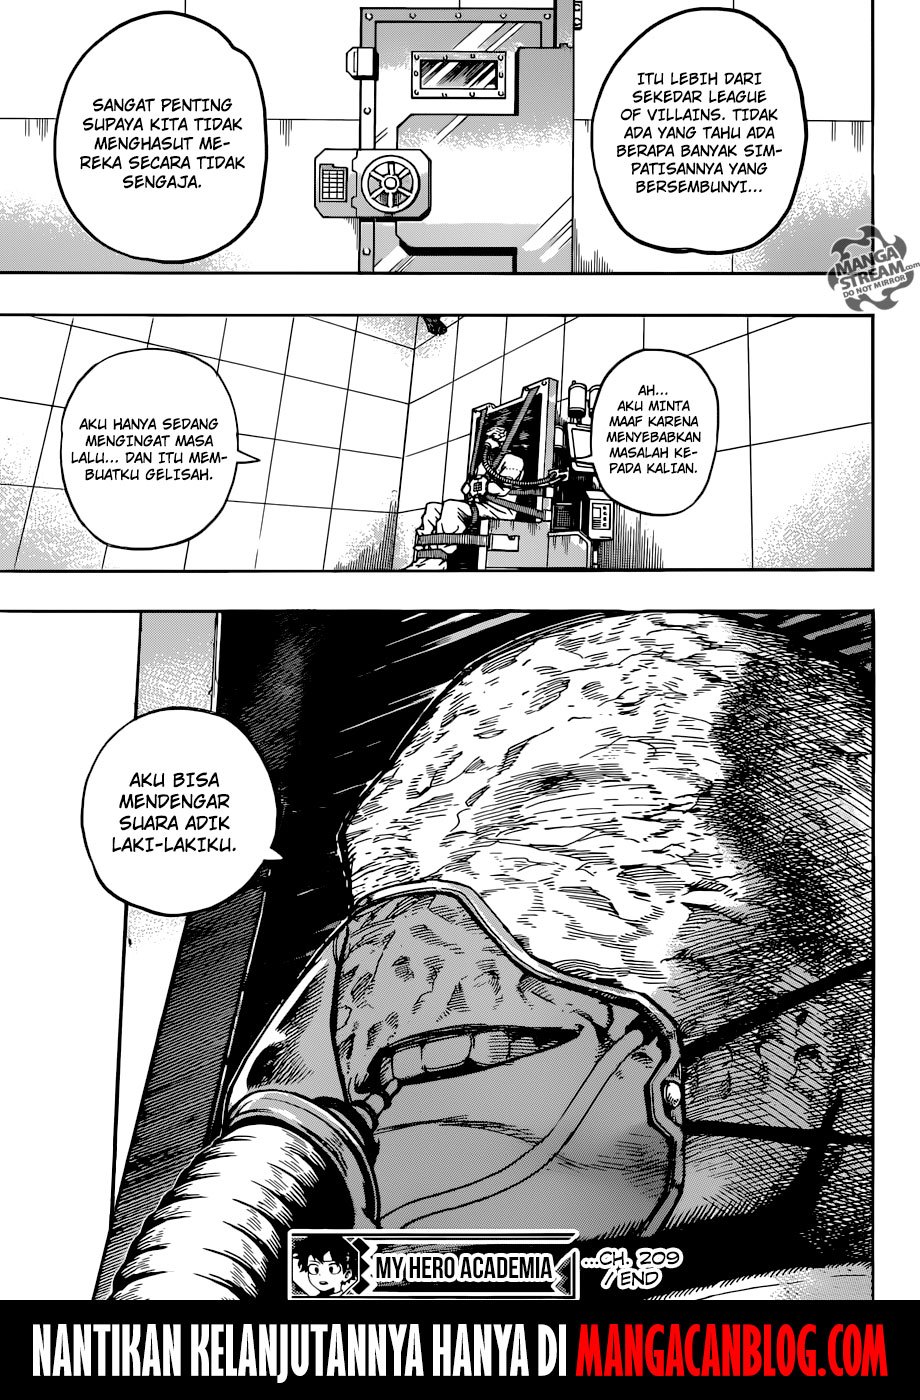 ITU LEBIH DARI
SEKEDAR LEAGUE
OF VILLAINS. TIDAK
ADA YANG TAHU ADA
BERAPA BANYAK SIM-
PATISANNYA YANG
BERSEMBUNYI...
SANGAT PENTING
SUPAYA KITA TIDAK
MENGHASUT ME-
REKA SECARA TIDAK
SENGAJA.
MANGA
STREAM.com
DO NOT MIRROR!
AH...
AKU MINTA
MAAF KARENA
MENYEBABKAN
MASALAH KE-
PADA KALIAN.
AKU HANYA SEDANG
MENGINGAT MASA
LALU... DAN ITU MEM-
BUATKU GELISAH.
AKU BISA
MENDENGAR
SUARA ADIK
LAKI-LAKIKU.
MY HERO ACADEMIA
...CH. 209
/ END
NANTIKAN KELANJUTANNYA HANYA DI MANGACANBLOG.COM